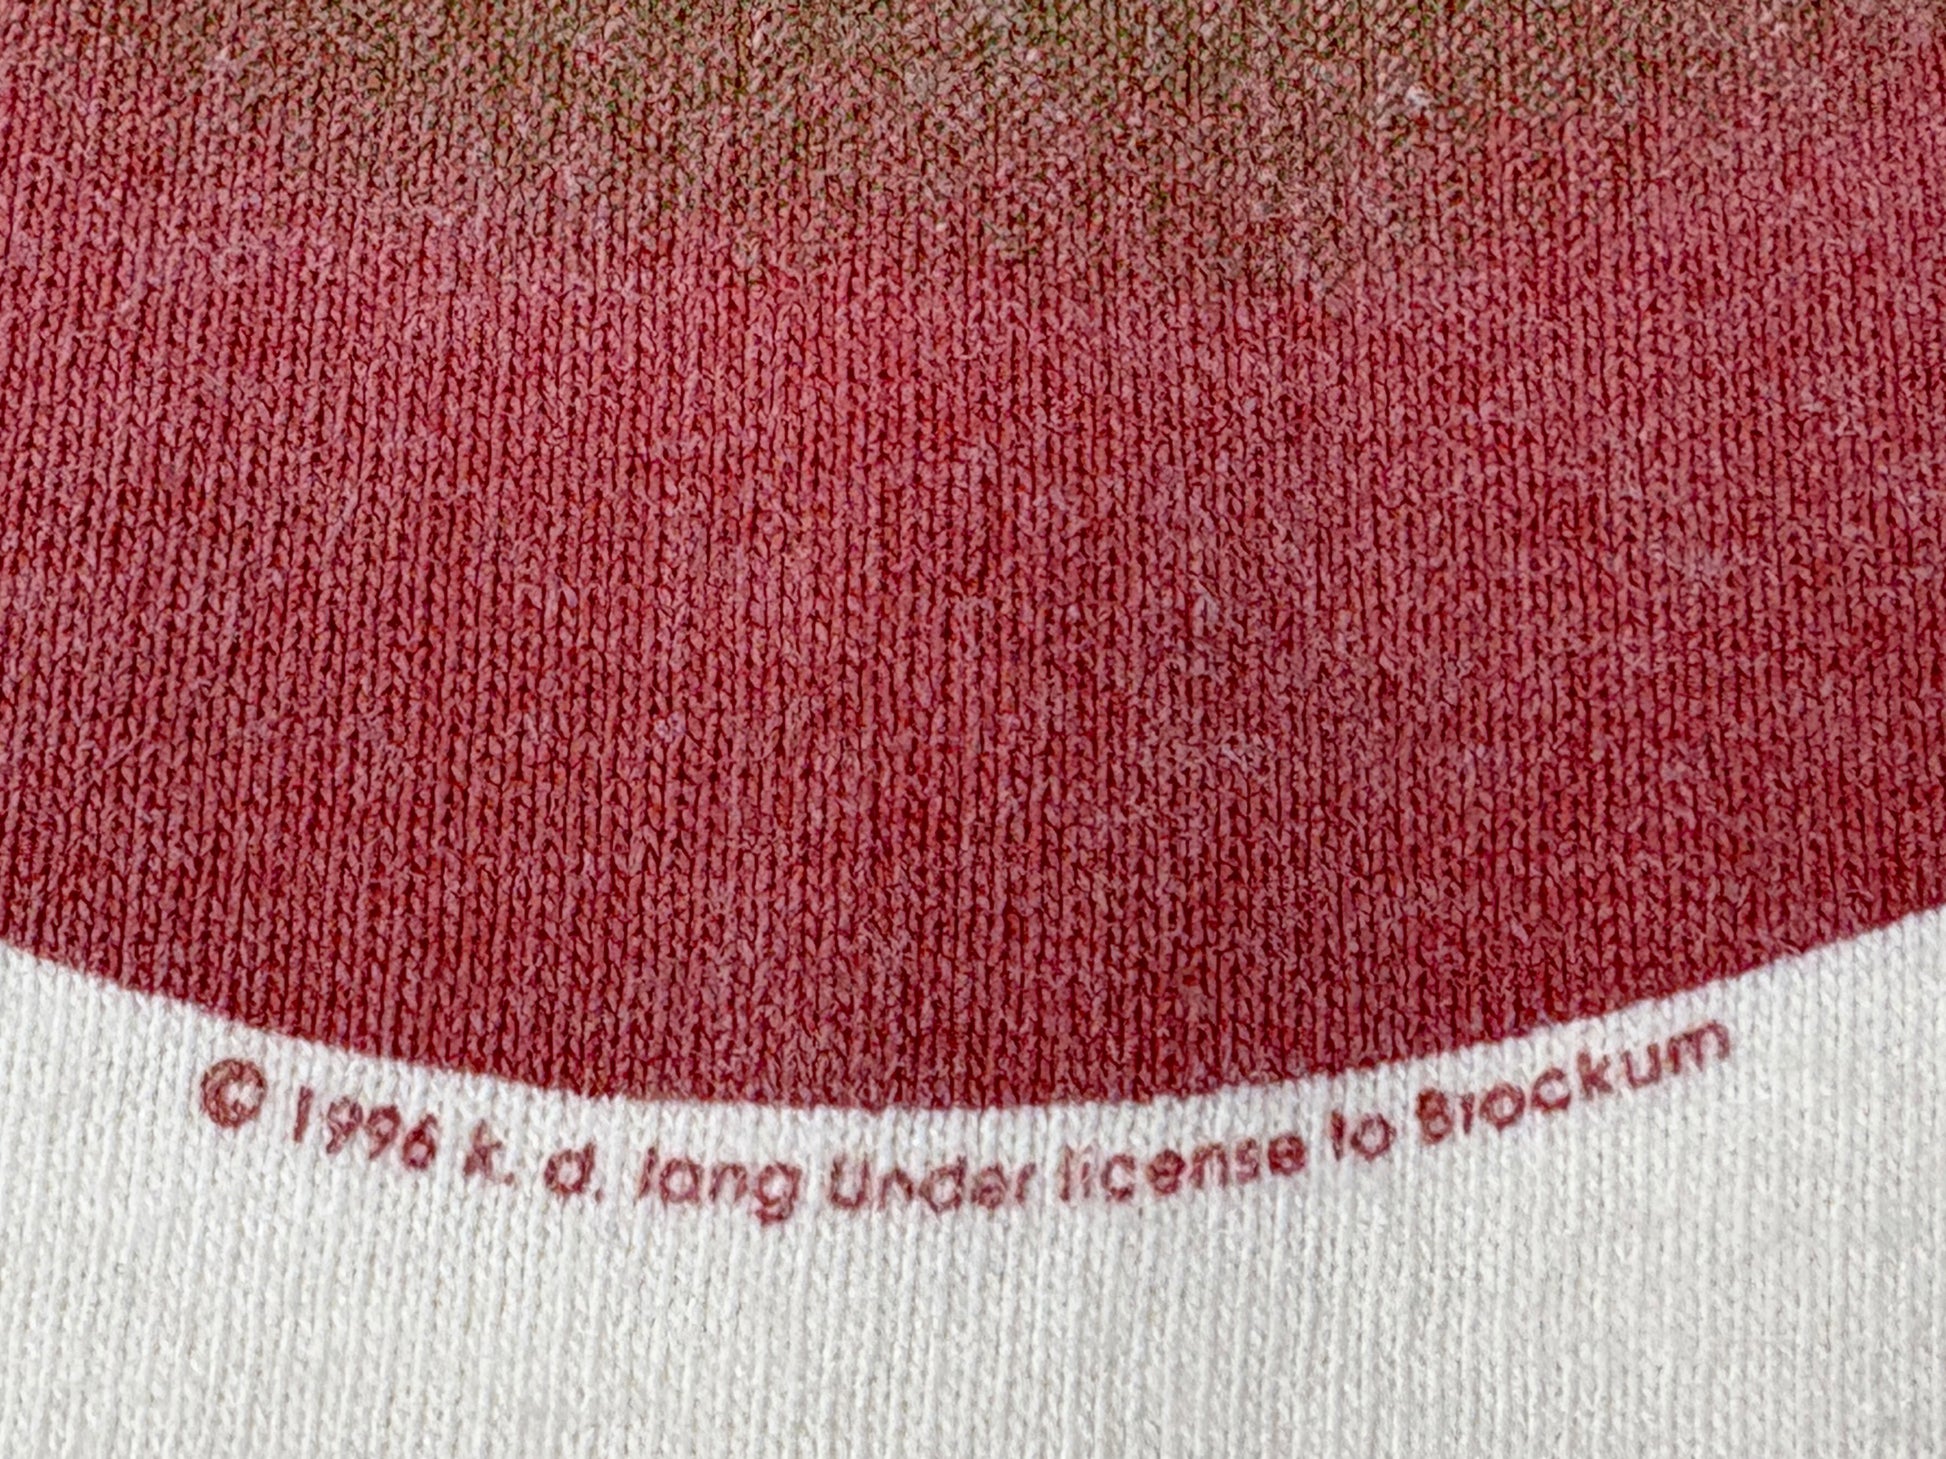 © 1996 k. d. lang Under license to Brockum